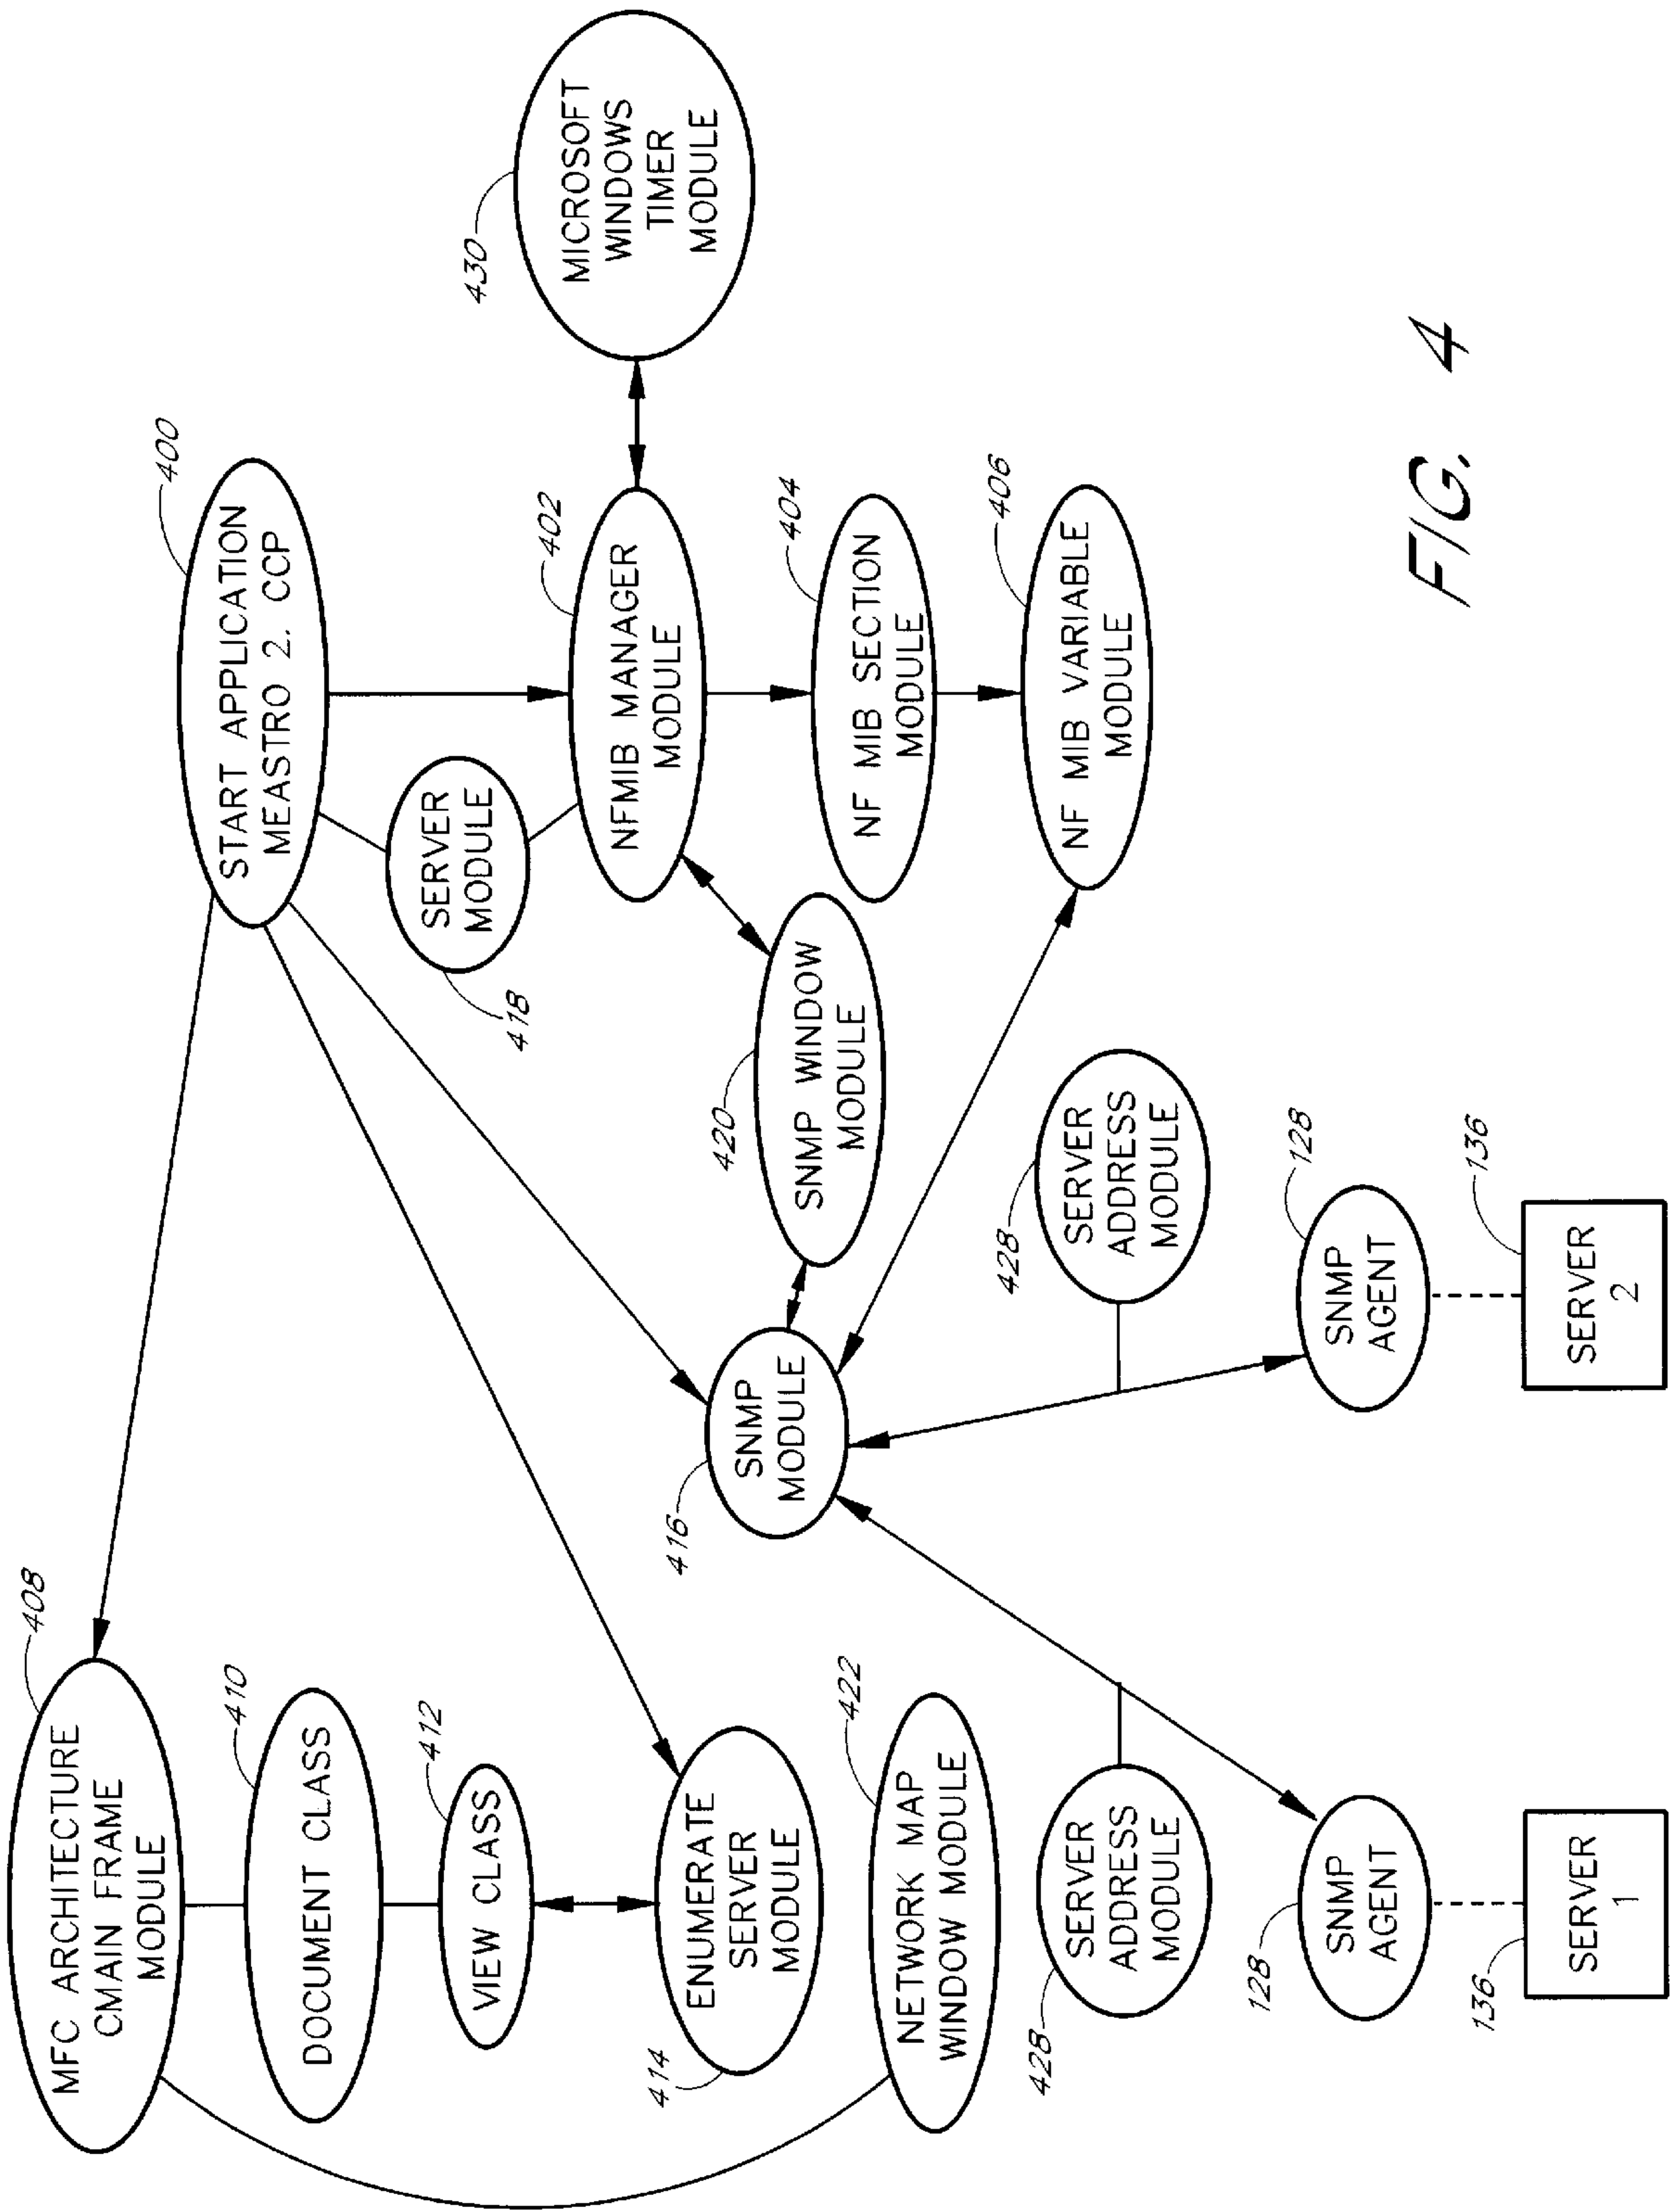 408
MFC ARCHITECTURE
CMAIN FRAME
MODULE
410
DOCUMENT CLASS
412
VIEW CLASS
414
ENUMERATE
SERVER
MODULE
422
NETWORK MAP
WINDOW MODULE
428
SERVER
ADDRESS
MODULE
128
SNMP
AGENT
136
SERVER
1
400
START APPLICATION
MEASTRO 2. CCP
418
SERVER
MODULE
402
NFMIB MANAGER
MODULE
430
MICROSOFT
WINDOWS
TIMER
MODULE
404
NF MIB SECTION
MODULE
406
NF MIB VARIABLE
MODULE
420
SNMP WINDOW
MODULE
416
SNMP
MODULE
428
SERVER
ADDRESS
MODULE
128
SNMP
AGENT
136
SERVER
2
FIG. 4